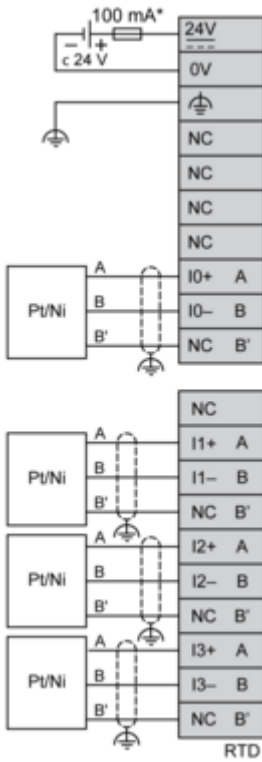 100 mA*
24V
− +
c 24 V
0V
NC
NC
NC
NC
Pt/Ni
A I0+ A
B I0– B
B' NC B'
NC
Pt/Ni
A I1+ A
B I1– B
B' NC B'
Pt/Ni
A I2+ A
B I2– B
B' NC B'
Pt/Ni
A I3+ A
B I3– B
B' NC B'
RTD